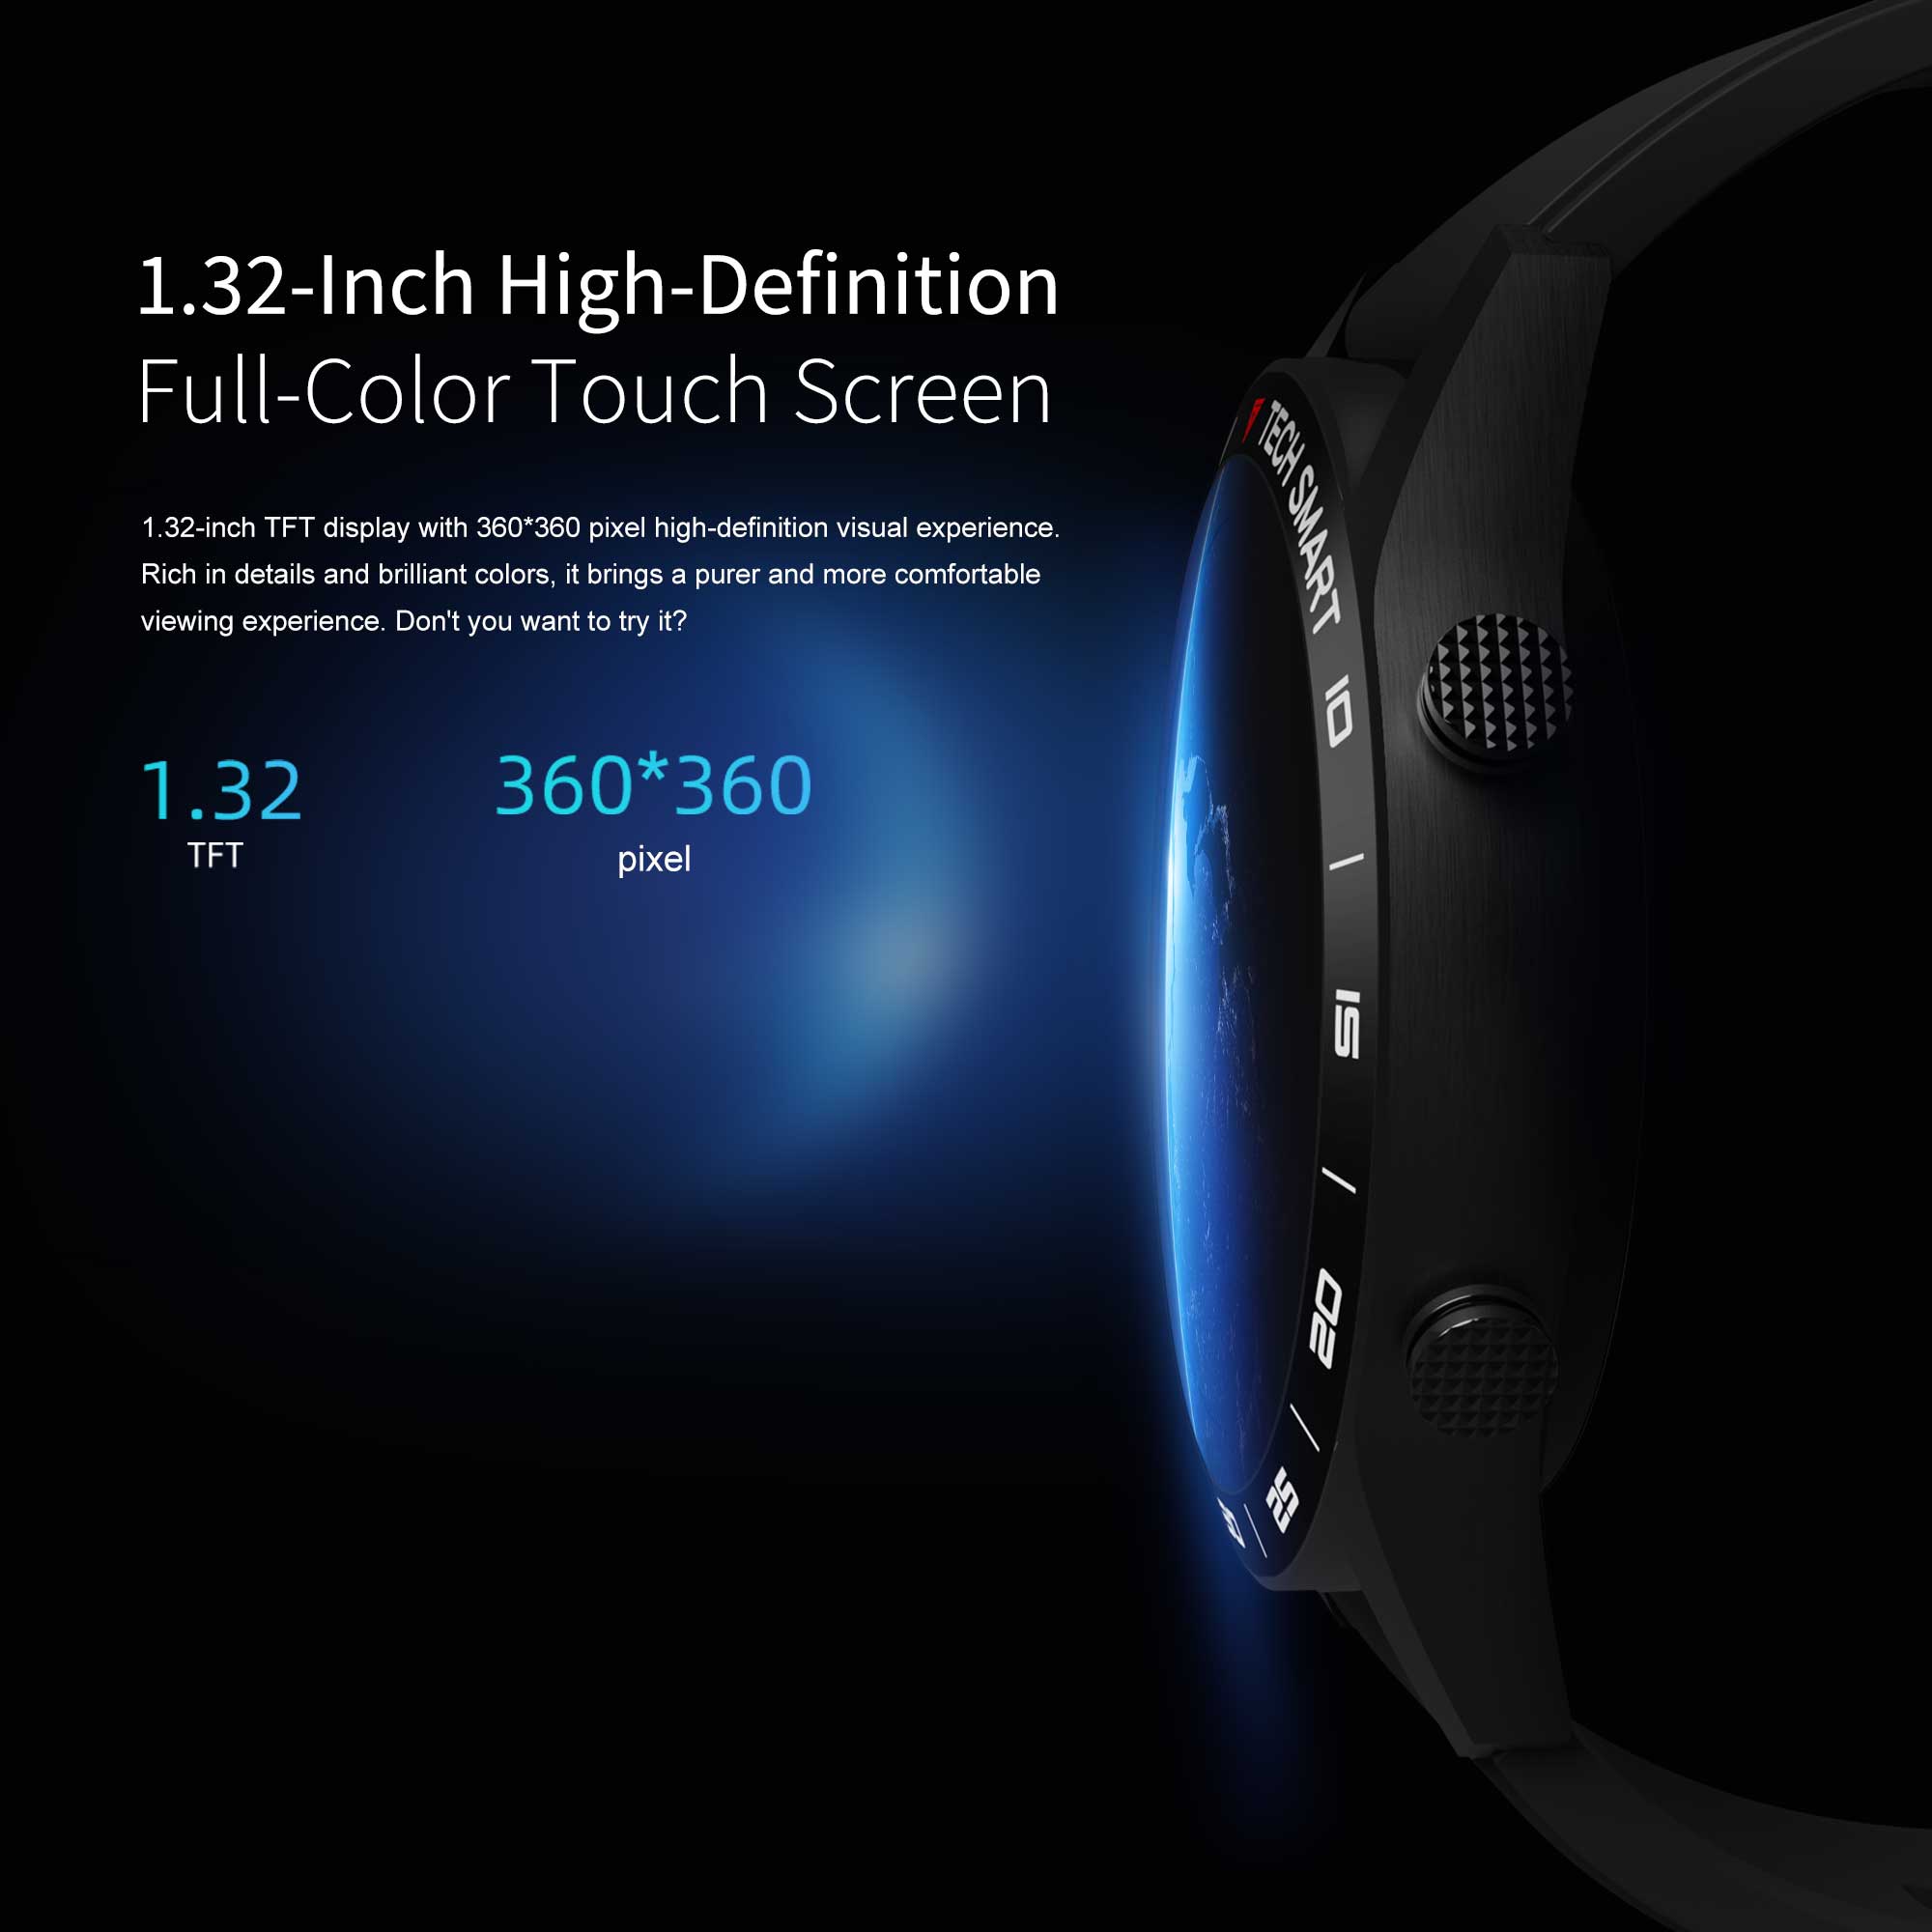 1.32-Inch High-Definition
Full-Color Touch Screen
1.32-inch TFT display with 360*360 pixel high-definition visual experience.
Rich in details and brilliant colors, it brings a purer and more comfortable
viewing experience. Don't you want to try it?
1.32
TFT
360*360
pixel
TECH SMART
10
15
20
25